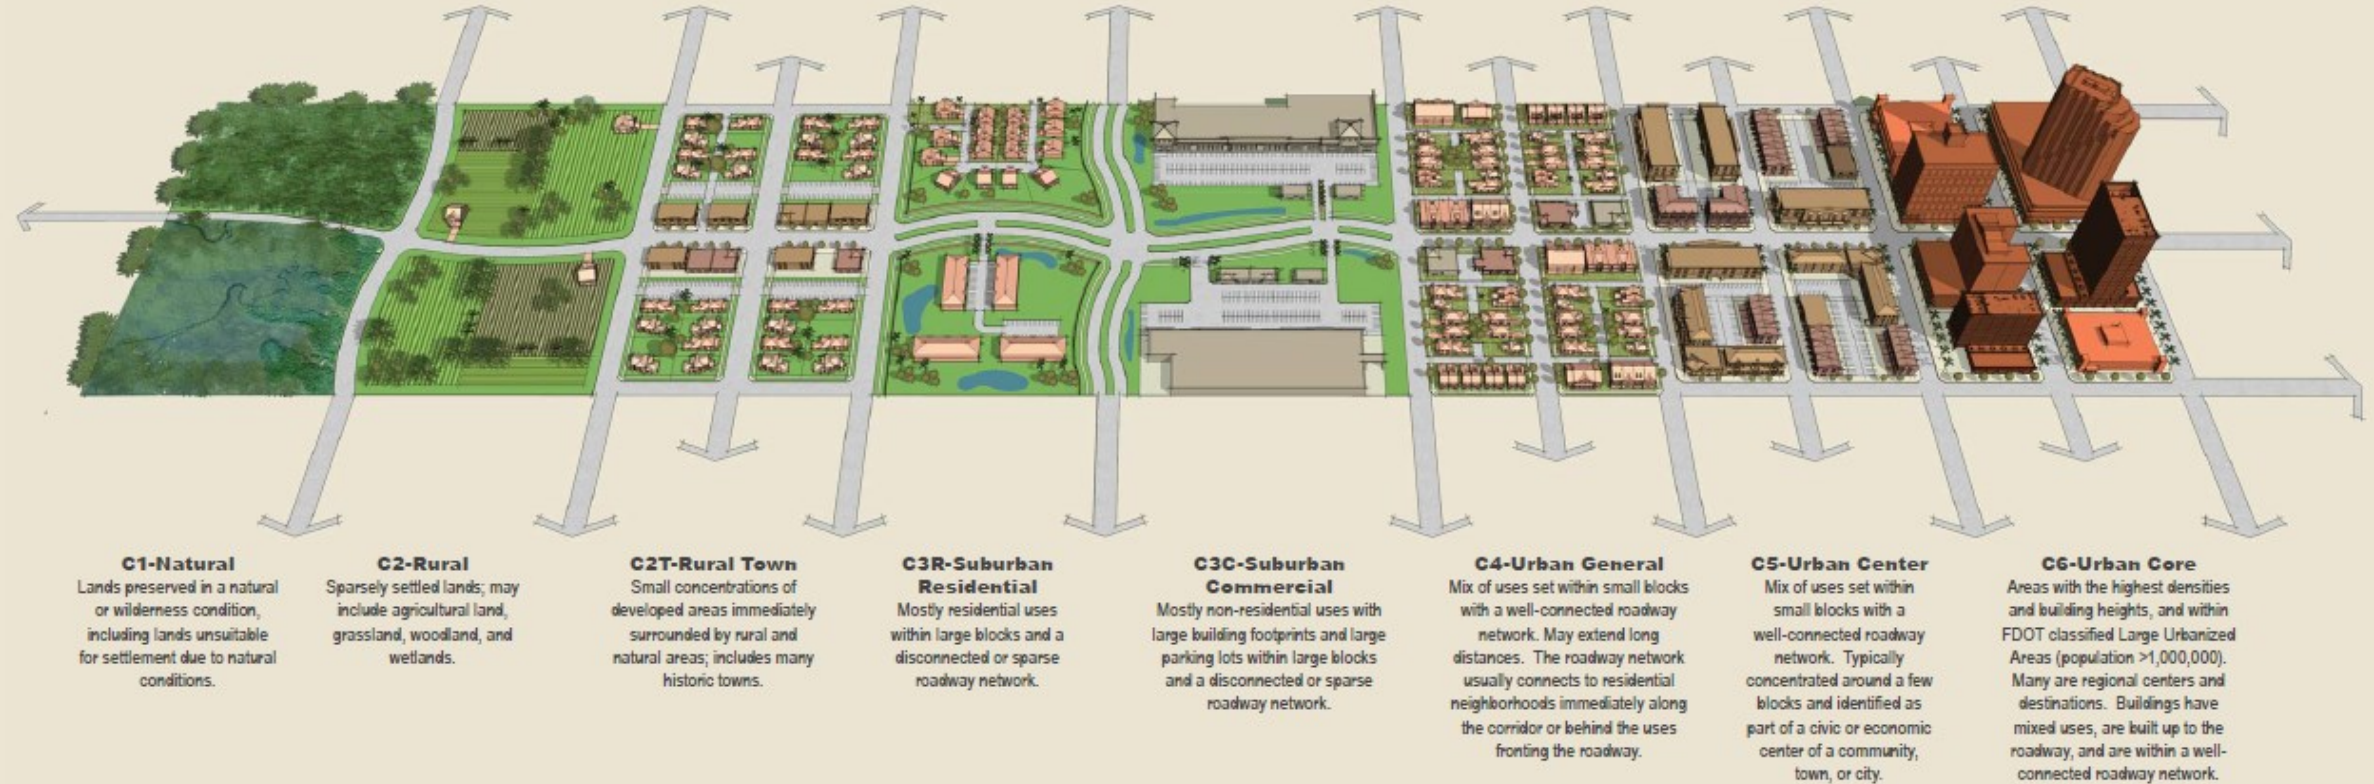 C1-Natural
Lands preserved in a natural
or wilderness condition,
including lands unsuitable
for settlement due to natural
conditions.
C2-Rural
Sparsely settled lands; may
include agricultural land,
grassland, woodland, and
wetlands.
C2T-Rural Town
Small concentrations of
developed areas immediately
surrounded by rural and
natural areas; includes many
historic towns.
C3R-Suburban
Residential
Mostly residential uses
within large blocks and a
disconnected or sparse
roadway network.
C3C-Suburban
Commercial
Mostly non-residential uses with
large building footprints and large
parking lots within large blocks
and a disconnected or sparse
roadway network.
C4-Urban General
Mix of uses set within small blocks
with a well-connected roadway
network. May extend long
distances. The roadway network
usually connects to residential
neighborhoods immediately along
the corridor or behind the uses
fronting the roadway.
C5-Urban Center
Mix of uses set within
small blocks with a
well-connected roadway
network. Typically
concentrated around a few
blocks and identified as
part of a civic or economic
center of a community,
town, or city.
C6-Urban Core
Areas with the highest densities
and building heights, and within
FDOT classified Large Urbanized
Areas (population >1,000,000).
Many are regional centers and
destinations. Buildings have
mixed uses, are built up to the
roadway, and are within a well-
connected roadway network.